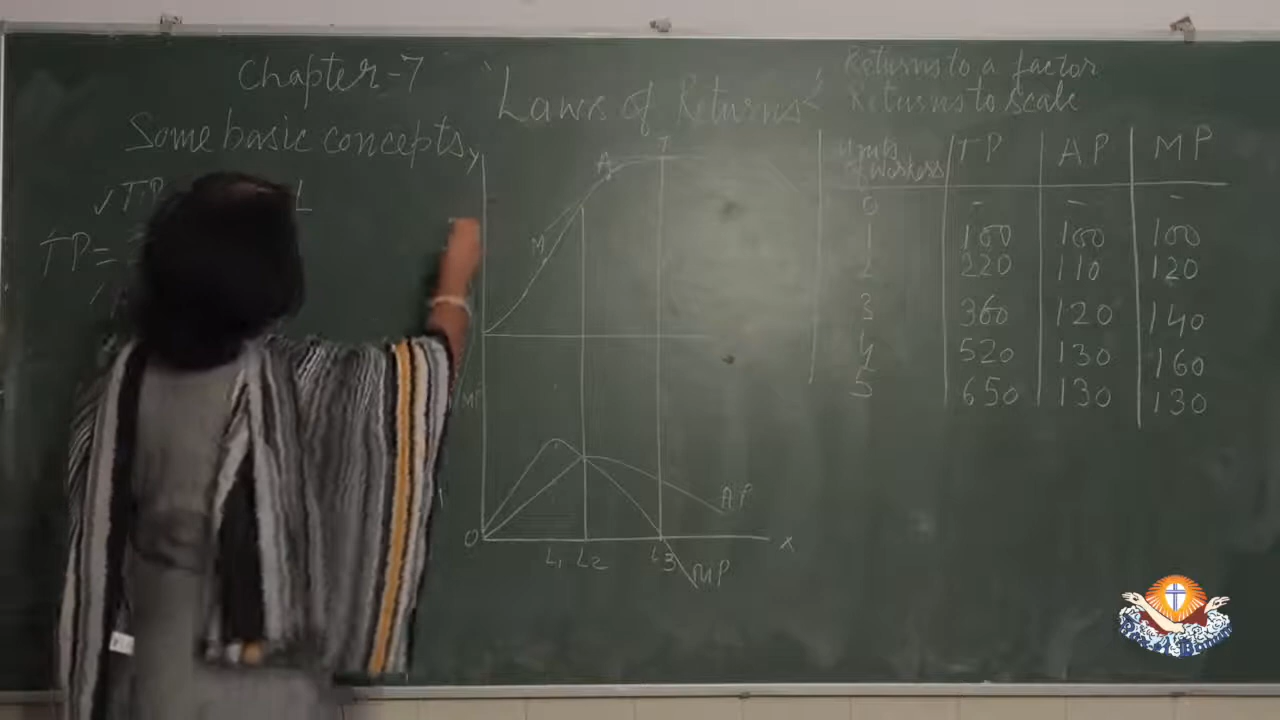 Chapter-7
'Laws of Returns'
Returns to a factor
Returns to scale
Some basic concepts
✓TP L
TP=
Units of Workers TP AP MP
0 - - -
1 100 100 100
2 220 110 120
3 360 120 140
4 520 130 160
5 650 130 130
Y
T
A
M
MP
AP
O L1 L2 L3 X
MP